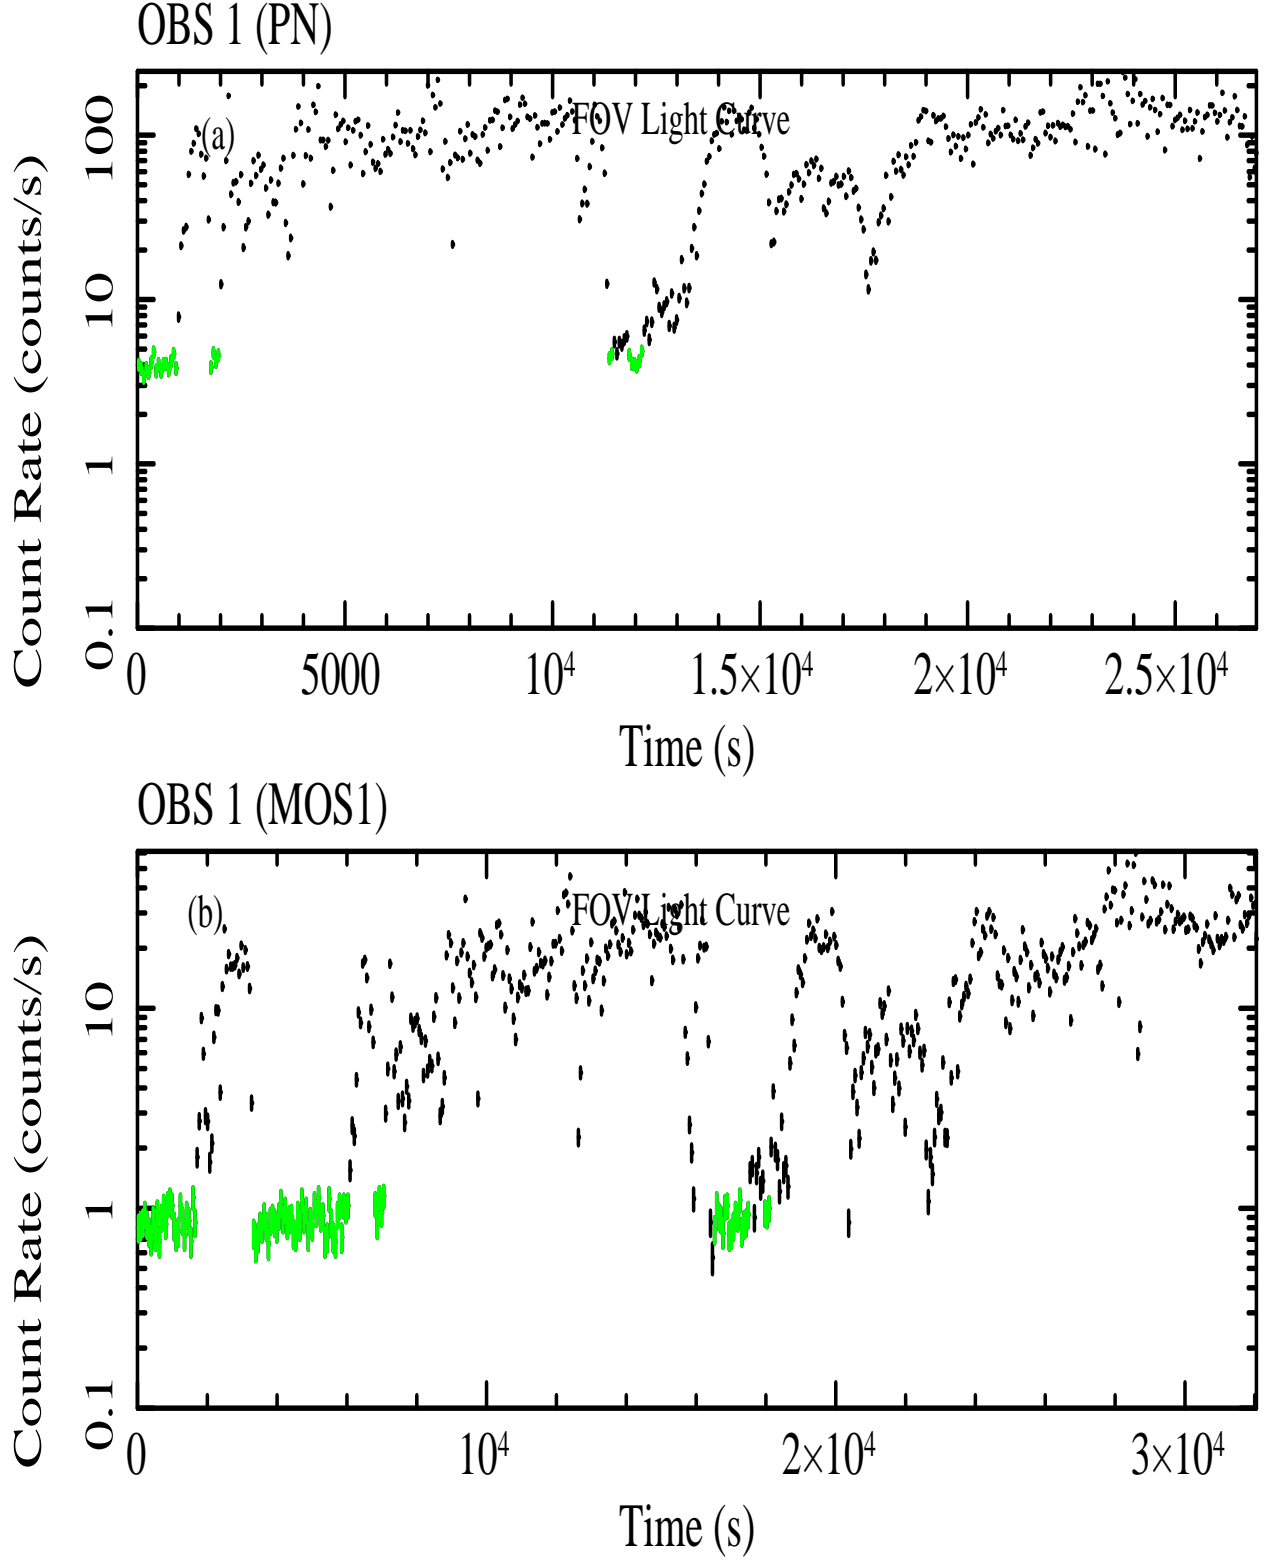 OBS 1 (PN)
(a)
FOV Light Curve
Count Rate (counts/s)
100
10
1
0.1
0 5000 10⁴ 1.5×10⁴ 2×10⁴ 2.5×10⁴
Time (s)
OBS 1 (MOS1)
(b)
FOV Light Curve
Count Rate (counts/s)
10
1
0.1
0 10⁴ 2×10⁴ 3×10⁴
Time (s)